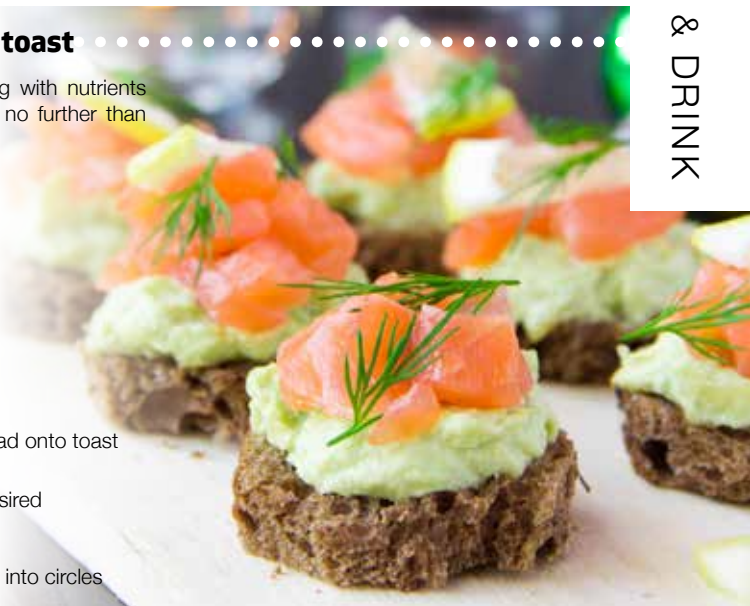 toast
g with nutrients
no further than
& DRINK
ad onto toast
sired
into circles